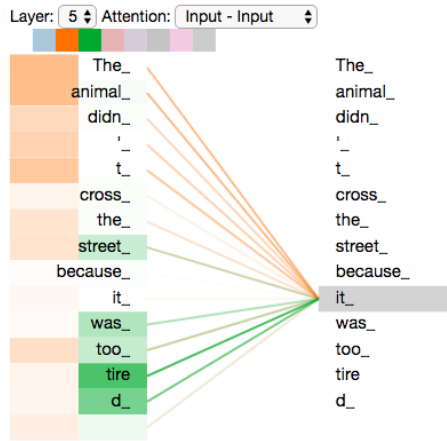 Layer: 5 Attention: Input - Input
The_ The_
animal_ animal_
didn_ didn_
'_ '_
t_ t_
cross_ cross_
the_ the_
street_ street_
because_ because_
it_ it_
was_ was_
too_ too_
tire tire
d_ d_